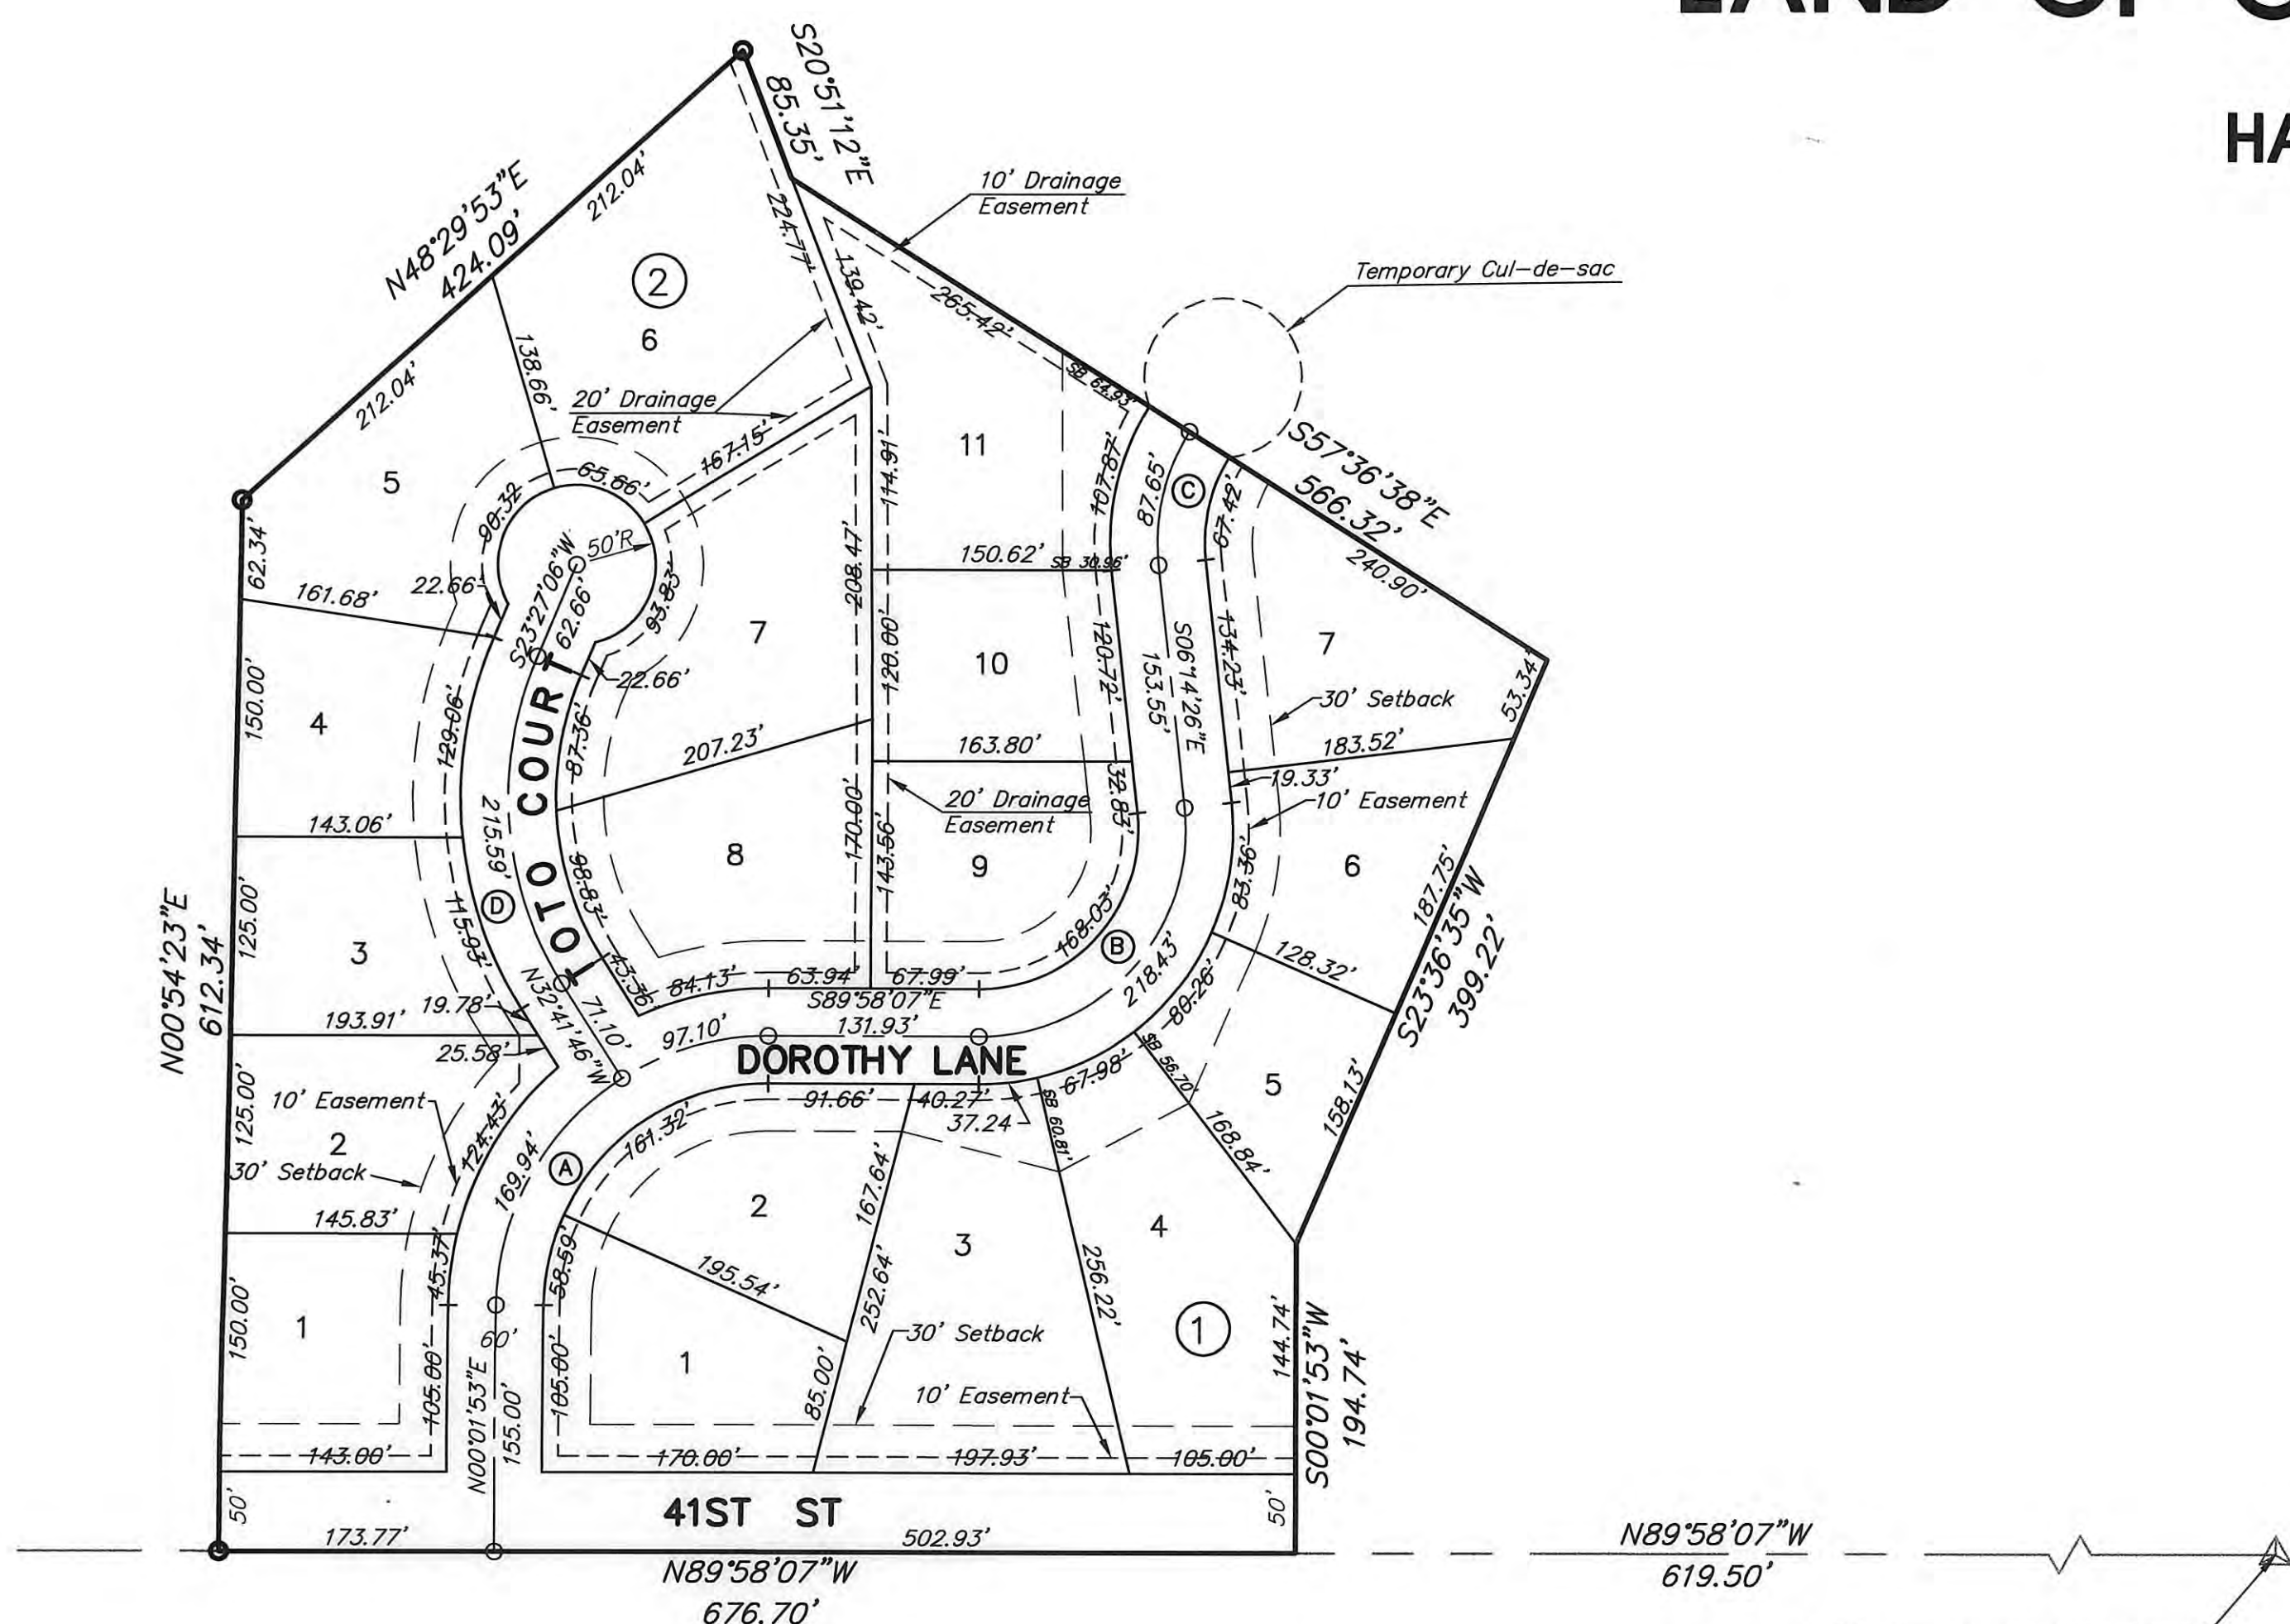 LAND OF
HA
S20°51'12"E
85.35'
N48°29'53"E
424.09'
212.04'
212.04'
10' Drainage
Easement
Temporary Cul-de-sac
224.77'
139.42'
265.42'
2
6
138.66'
20' Drainage
Easement
167.15'
SB 64.93'
11
S57°36'38"E
566.32'
240.90'
5
65.66'
90.32
50'R
114.91'
107.87'
87.65'
C
67.42'
62.34'
161.68'
22.66'
S23°27'06"W
62.66'
93.83'
208.47'
150.62'
SB 30.96'
7
10
7
22.66'
120.00'
120.72'
S06°14'26"E
153.55'
134.23'
53.34'
30' Setback
150.00'
4
129.06'
TOTO COURT
87.36'
207.23'
163.80'
183.52'
19.33'
32.83'
20' Drainage
Easement
10' Easement
143.06'
215.59'
8
170.00'
143.56'
9
6
83.36'
187.75'
S23°36'35"W
399.22'
N00°54'23"E
612.34'
125.00'
3
D
115.93'
98.83'
168.03'
B
218.43'
128.32'
43.36'
84.13'
63.94'
67.99'
S89°58'07"E
131.93'
80.26'
193.91'
19.78'
N32°41'46"W
71.10'
97.10'
25.58'
DOROTHY LANE
125.00'
10' Easement
2
30' Setback
124.43'
91.66'
40.27'
37.24
67.98'
SB 60.81'
SB 56.70'
5
158.13'
168.84'
169.94'
A
161.32'
2
167.64'
3
4
145.83'
45.37'
58.59'
195.54'
252.64'
256.22'
1
150.00'
1
60'
1
85.00'
30' Setback
10' Easement
144.74'
S00°01'53"W
194.74'
105.00'
N00°01'53"E
155.00'
105.00'
143.00'
170.00'
197.93'
105.00'
50'
41ST ST
50'
173.77'
502.93'
N89°58'07"W
676.70'
N89°58'07"W
619.50'